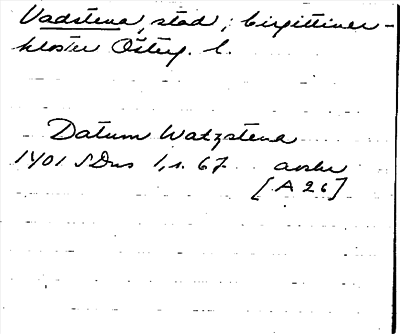 Vadstena, stad, birgittiner-
kloster Österg. l.
Datum Watzstena
1401 SDns 1, s. 67 avskr
[A 26]